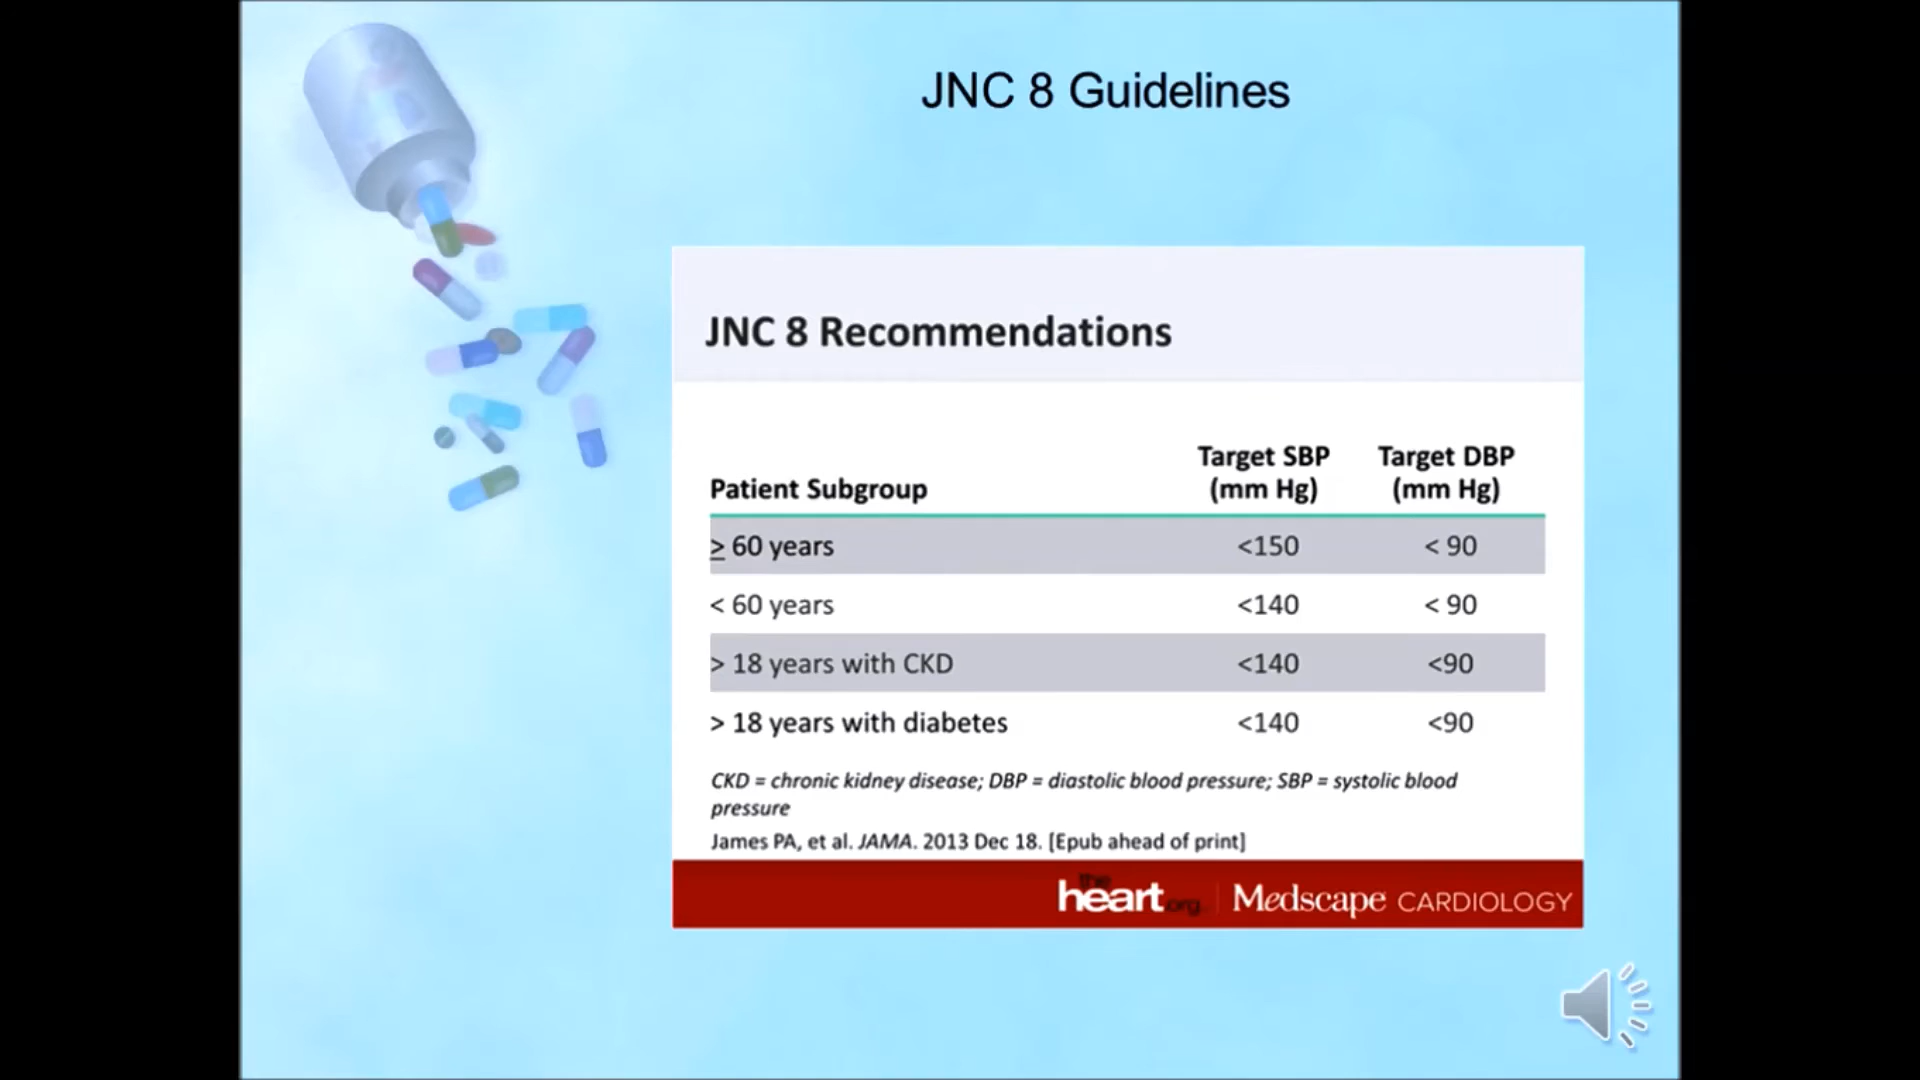 JNC 8 Guidelines
JNC 8 Recommendations
Patient Subgroup Target SBP (mm Hg) Target DBP (mm Hg)
≥ 60 years <150 < 90
< 60 years <140 < 90
> 18 years with CKD <140 <90
> 18 years with diabetes <140 <90
CKD = chronic kidney disease; DBP = diastolic blood pressure; SBP = systolic blood
pressure
James PA, et al. JAMA. 2013 Dec 18. [Epub ahead of print]
theheart.org | Medscape CARDIOLOGY